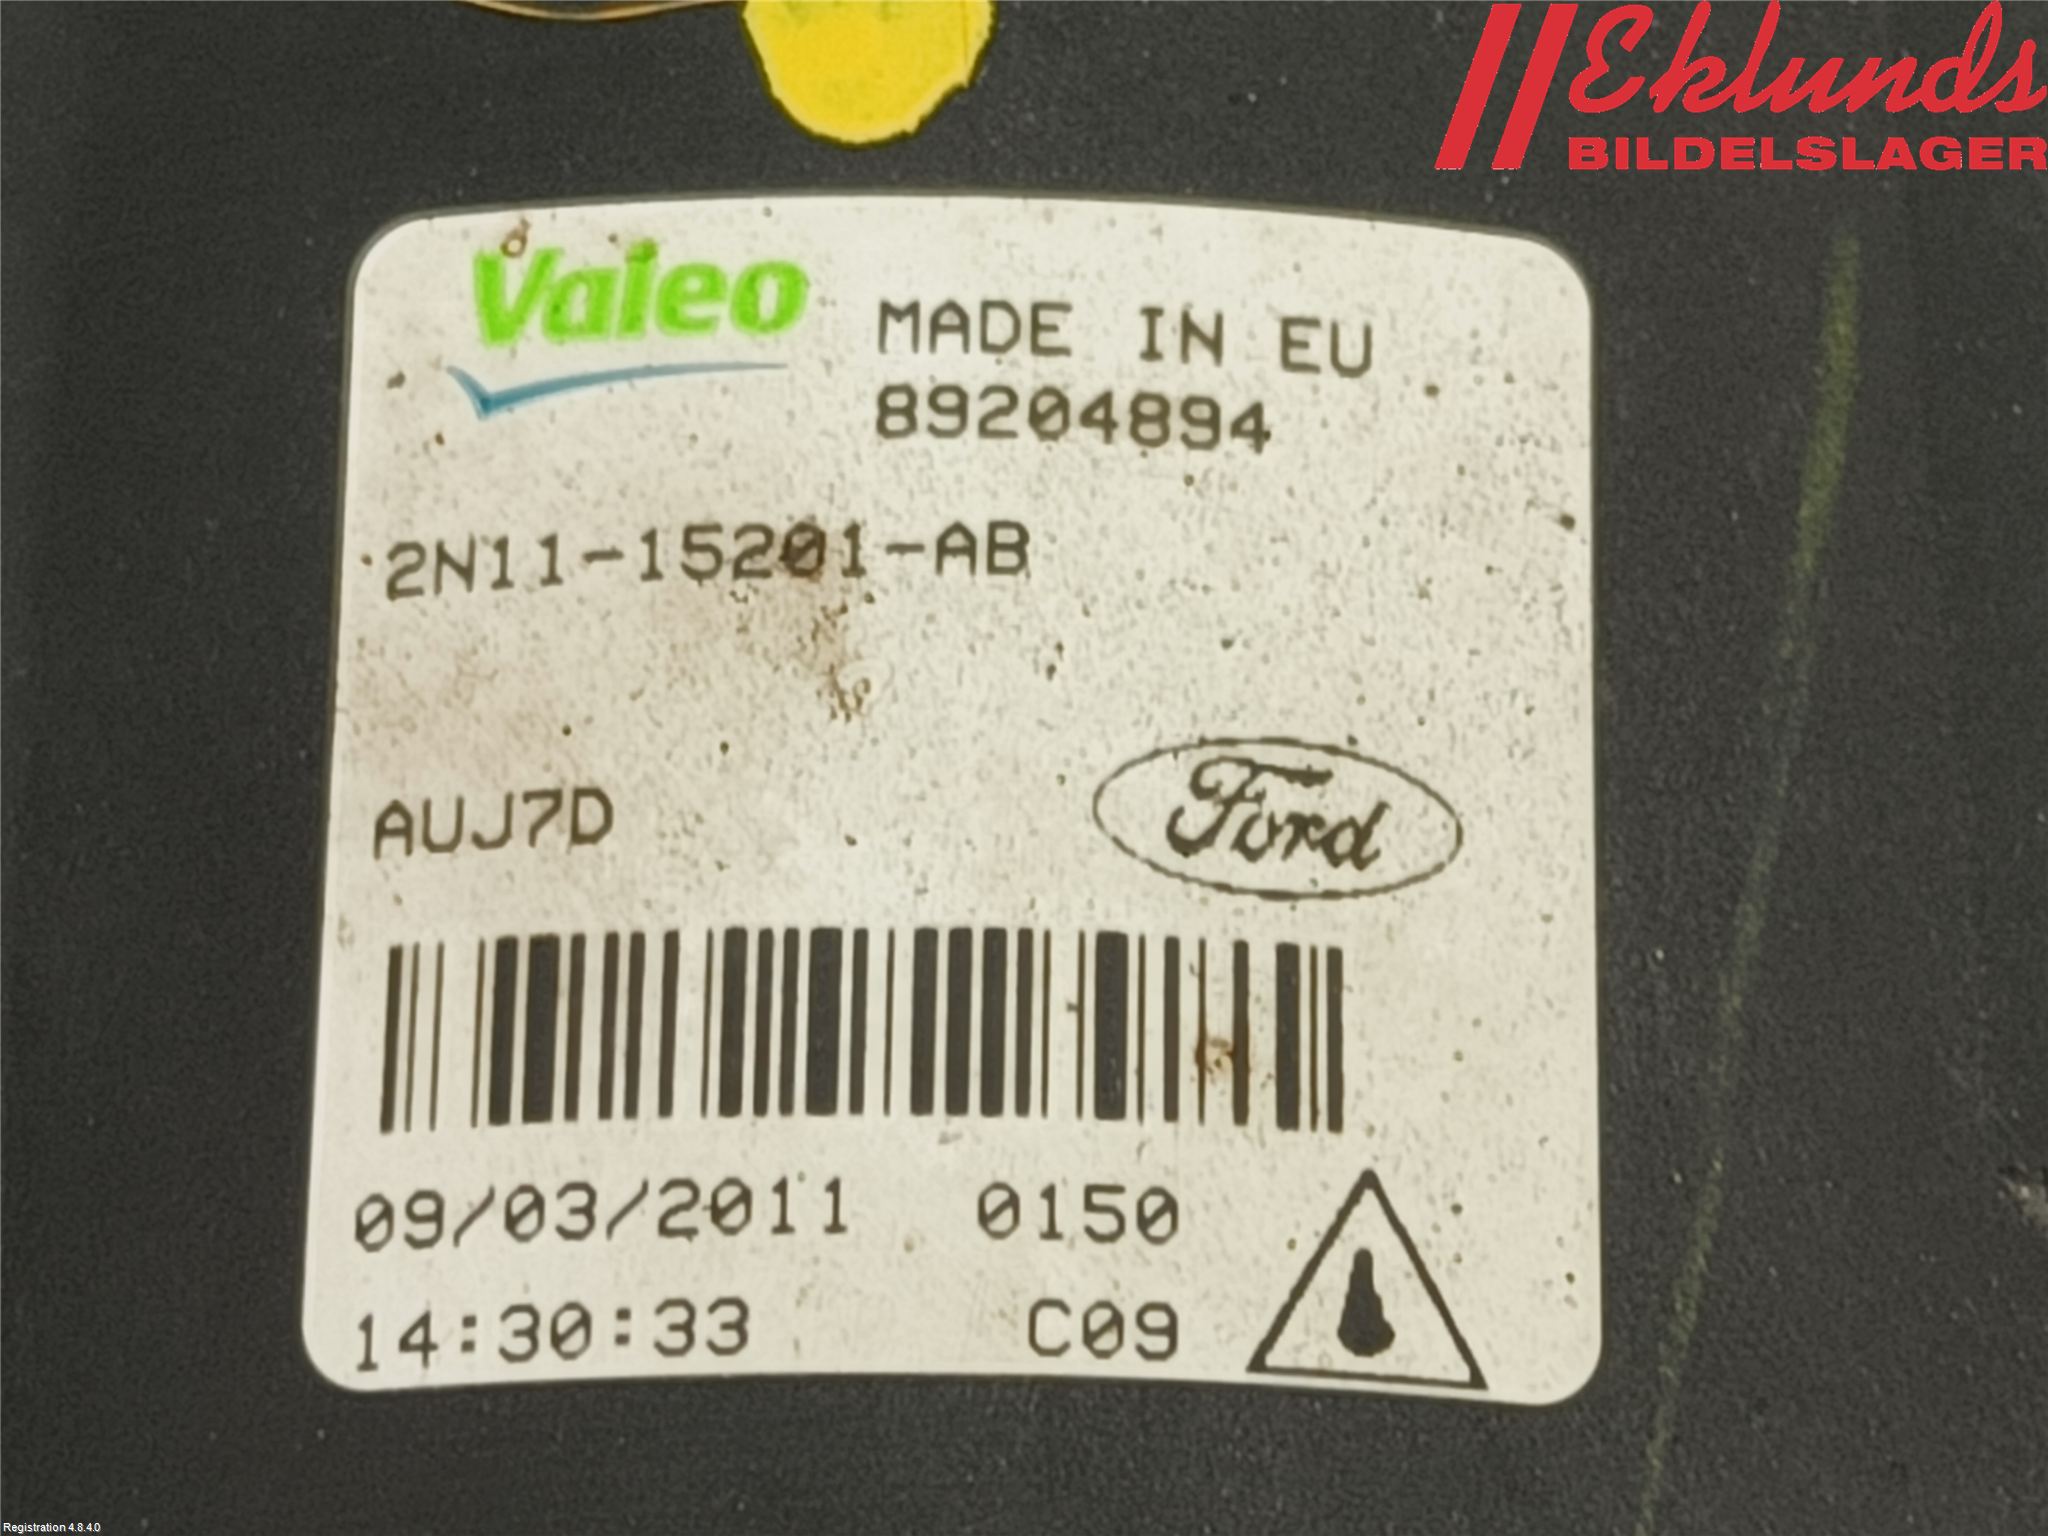 Eklunds
BILDELSLAGER
Valeo
MADE IN EU
89204894
2N11-15201-AB
AUJ7D
Ford
09/03/2011 0150
14:30:33 C09
Registration 4.8.4.0